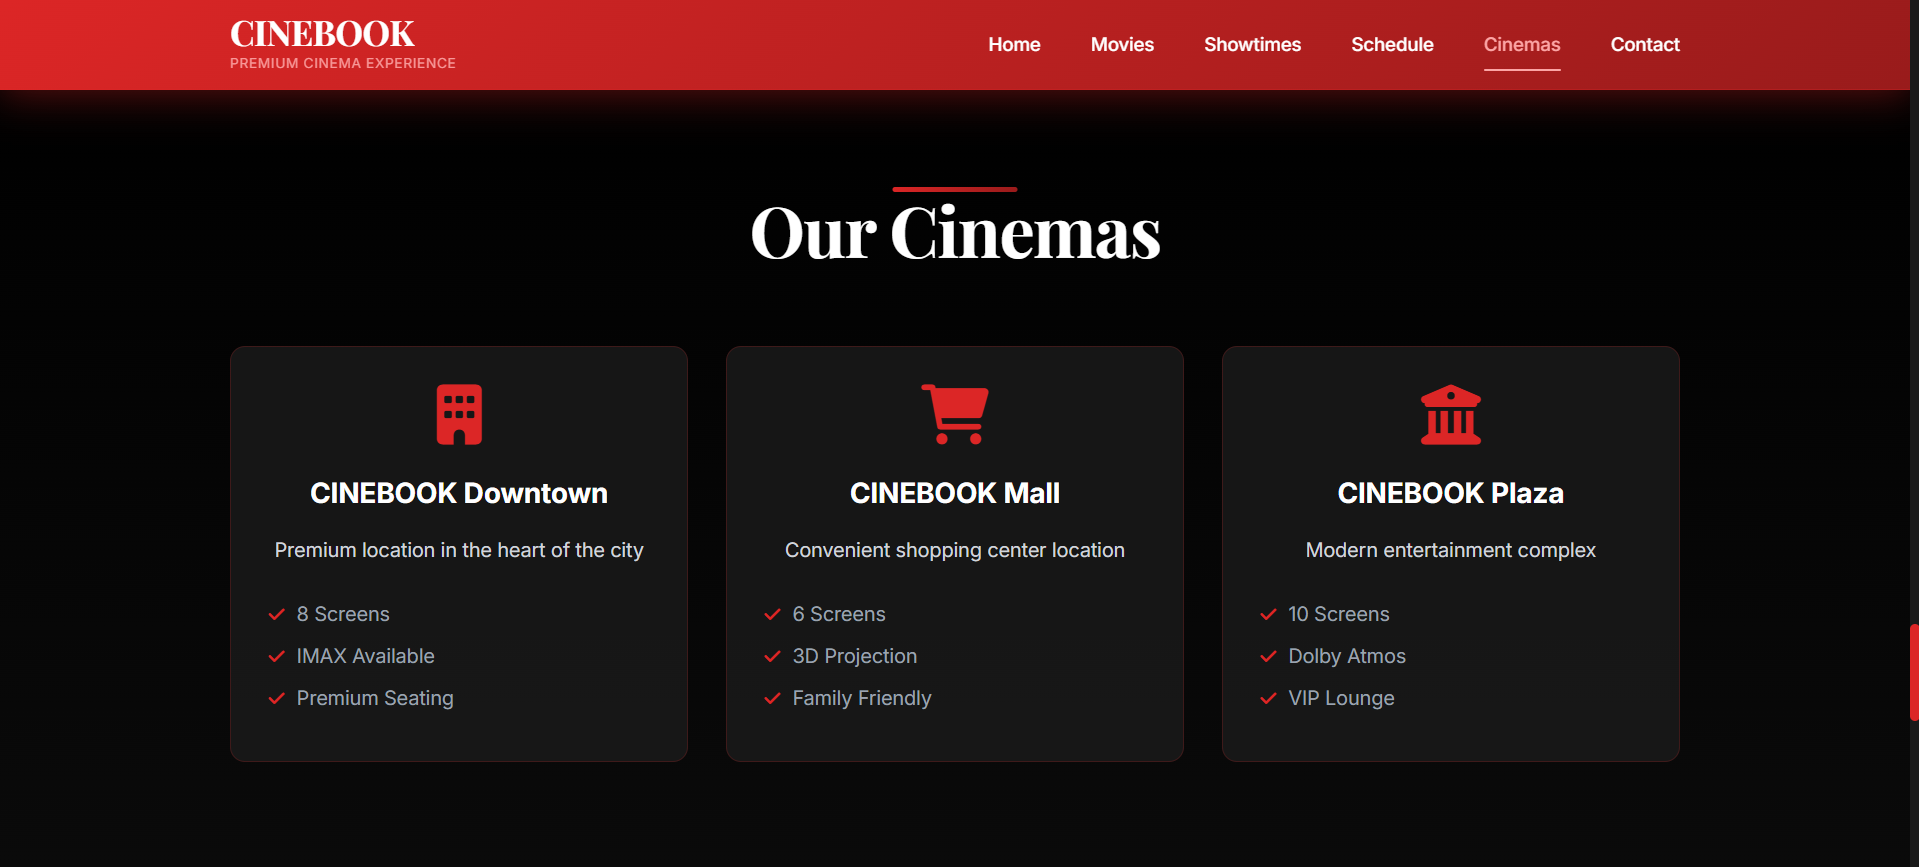 CINEBOOK
PREMIUM CINEMA EXPERIENCE
Home
Movies
Showtimes
Schedule
Cinemas
Contact
Our Cinemas
CINEBOOK Downtown
Premium location in the heart of the city
8 Screens
IMAX Available
Premium Seating
CINEBOOK Mall
Convenient shopping center location
6 Screens
3D Projection
Family Friendly
CINEBOOK Plaza
Modern entertainment complex
10 Screens
Dolby Atmos
VIP Lounge